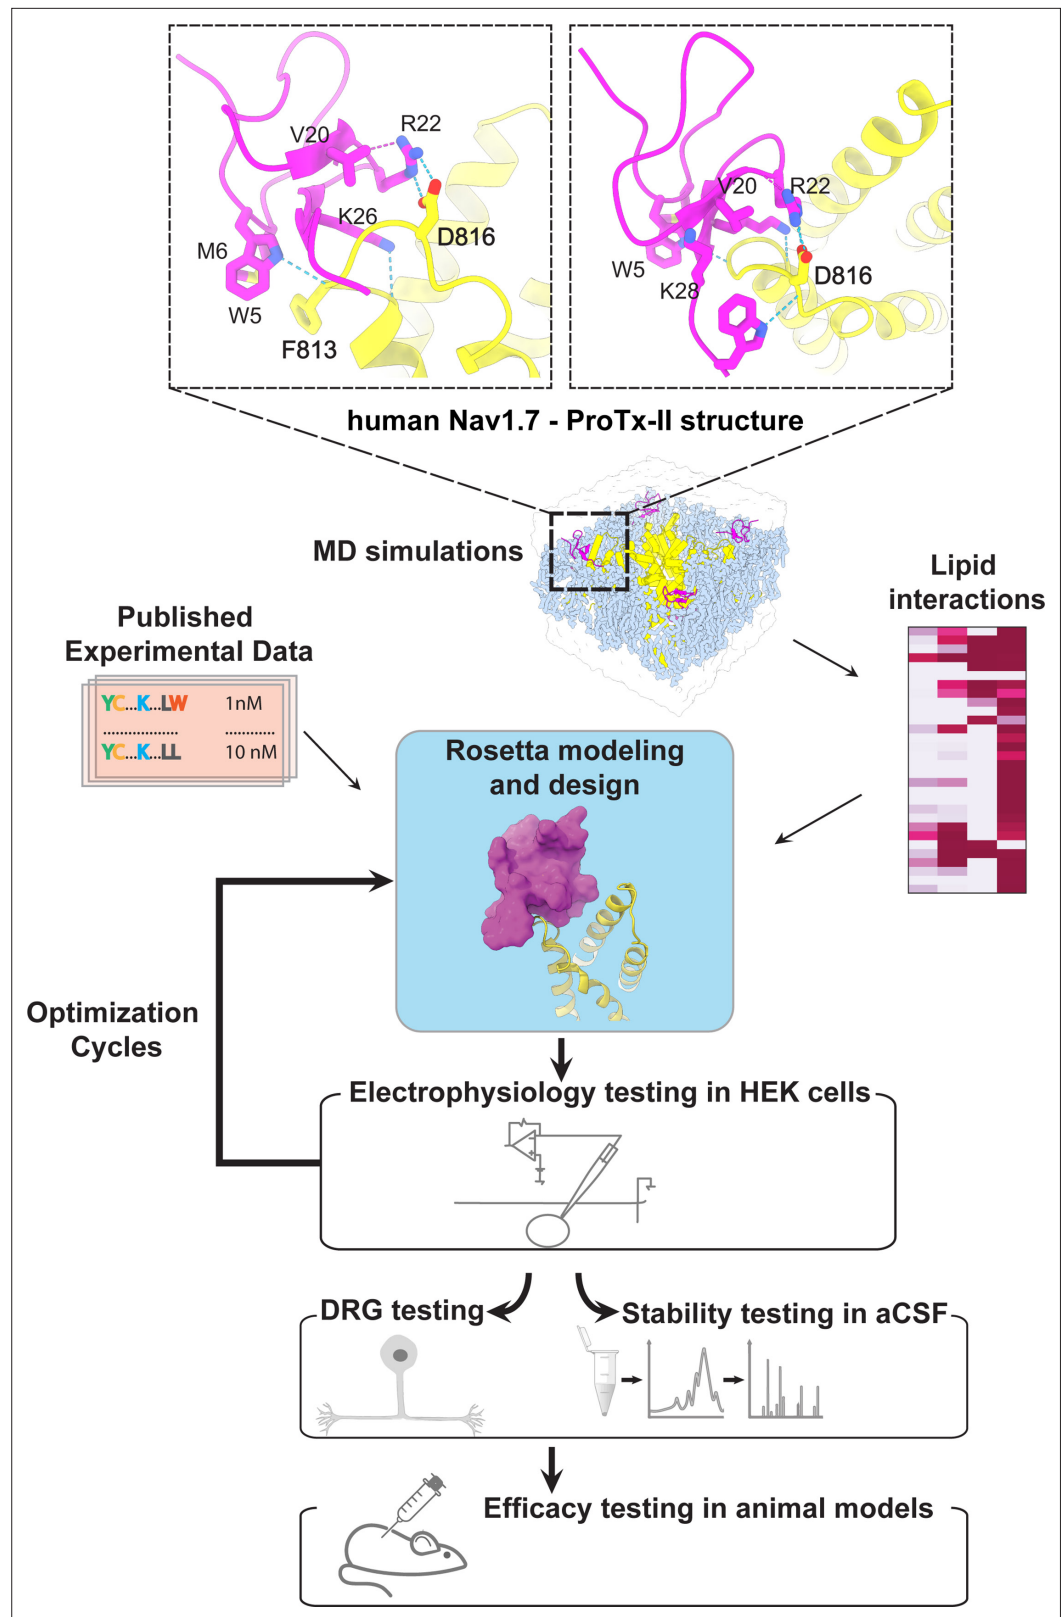 V20
R22
K26
D816
M6
W5
F813
V20
R22
W5
K28
D816
human Nav1.7 - ProTx-II structure
MD simulations
Lipid
interactions
Published
Experimental Data
YC...K...LW 1nM
..................  ............
YC...K...LL 10 nM
Rosetta modeling
and design
Optimization
Cycles
Electrophysiology testing in HEK cells
DRG testing
Stability testing in aCSF
Efficacy testing in animal models